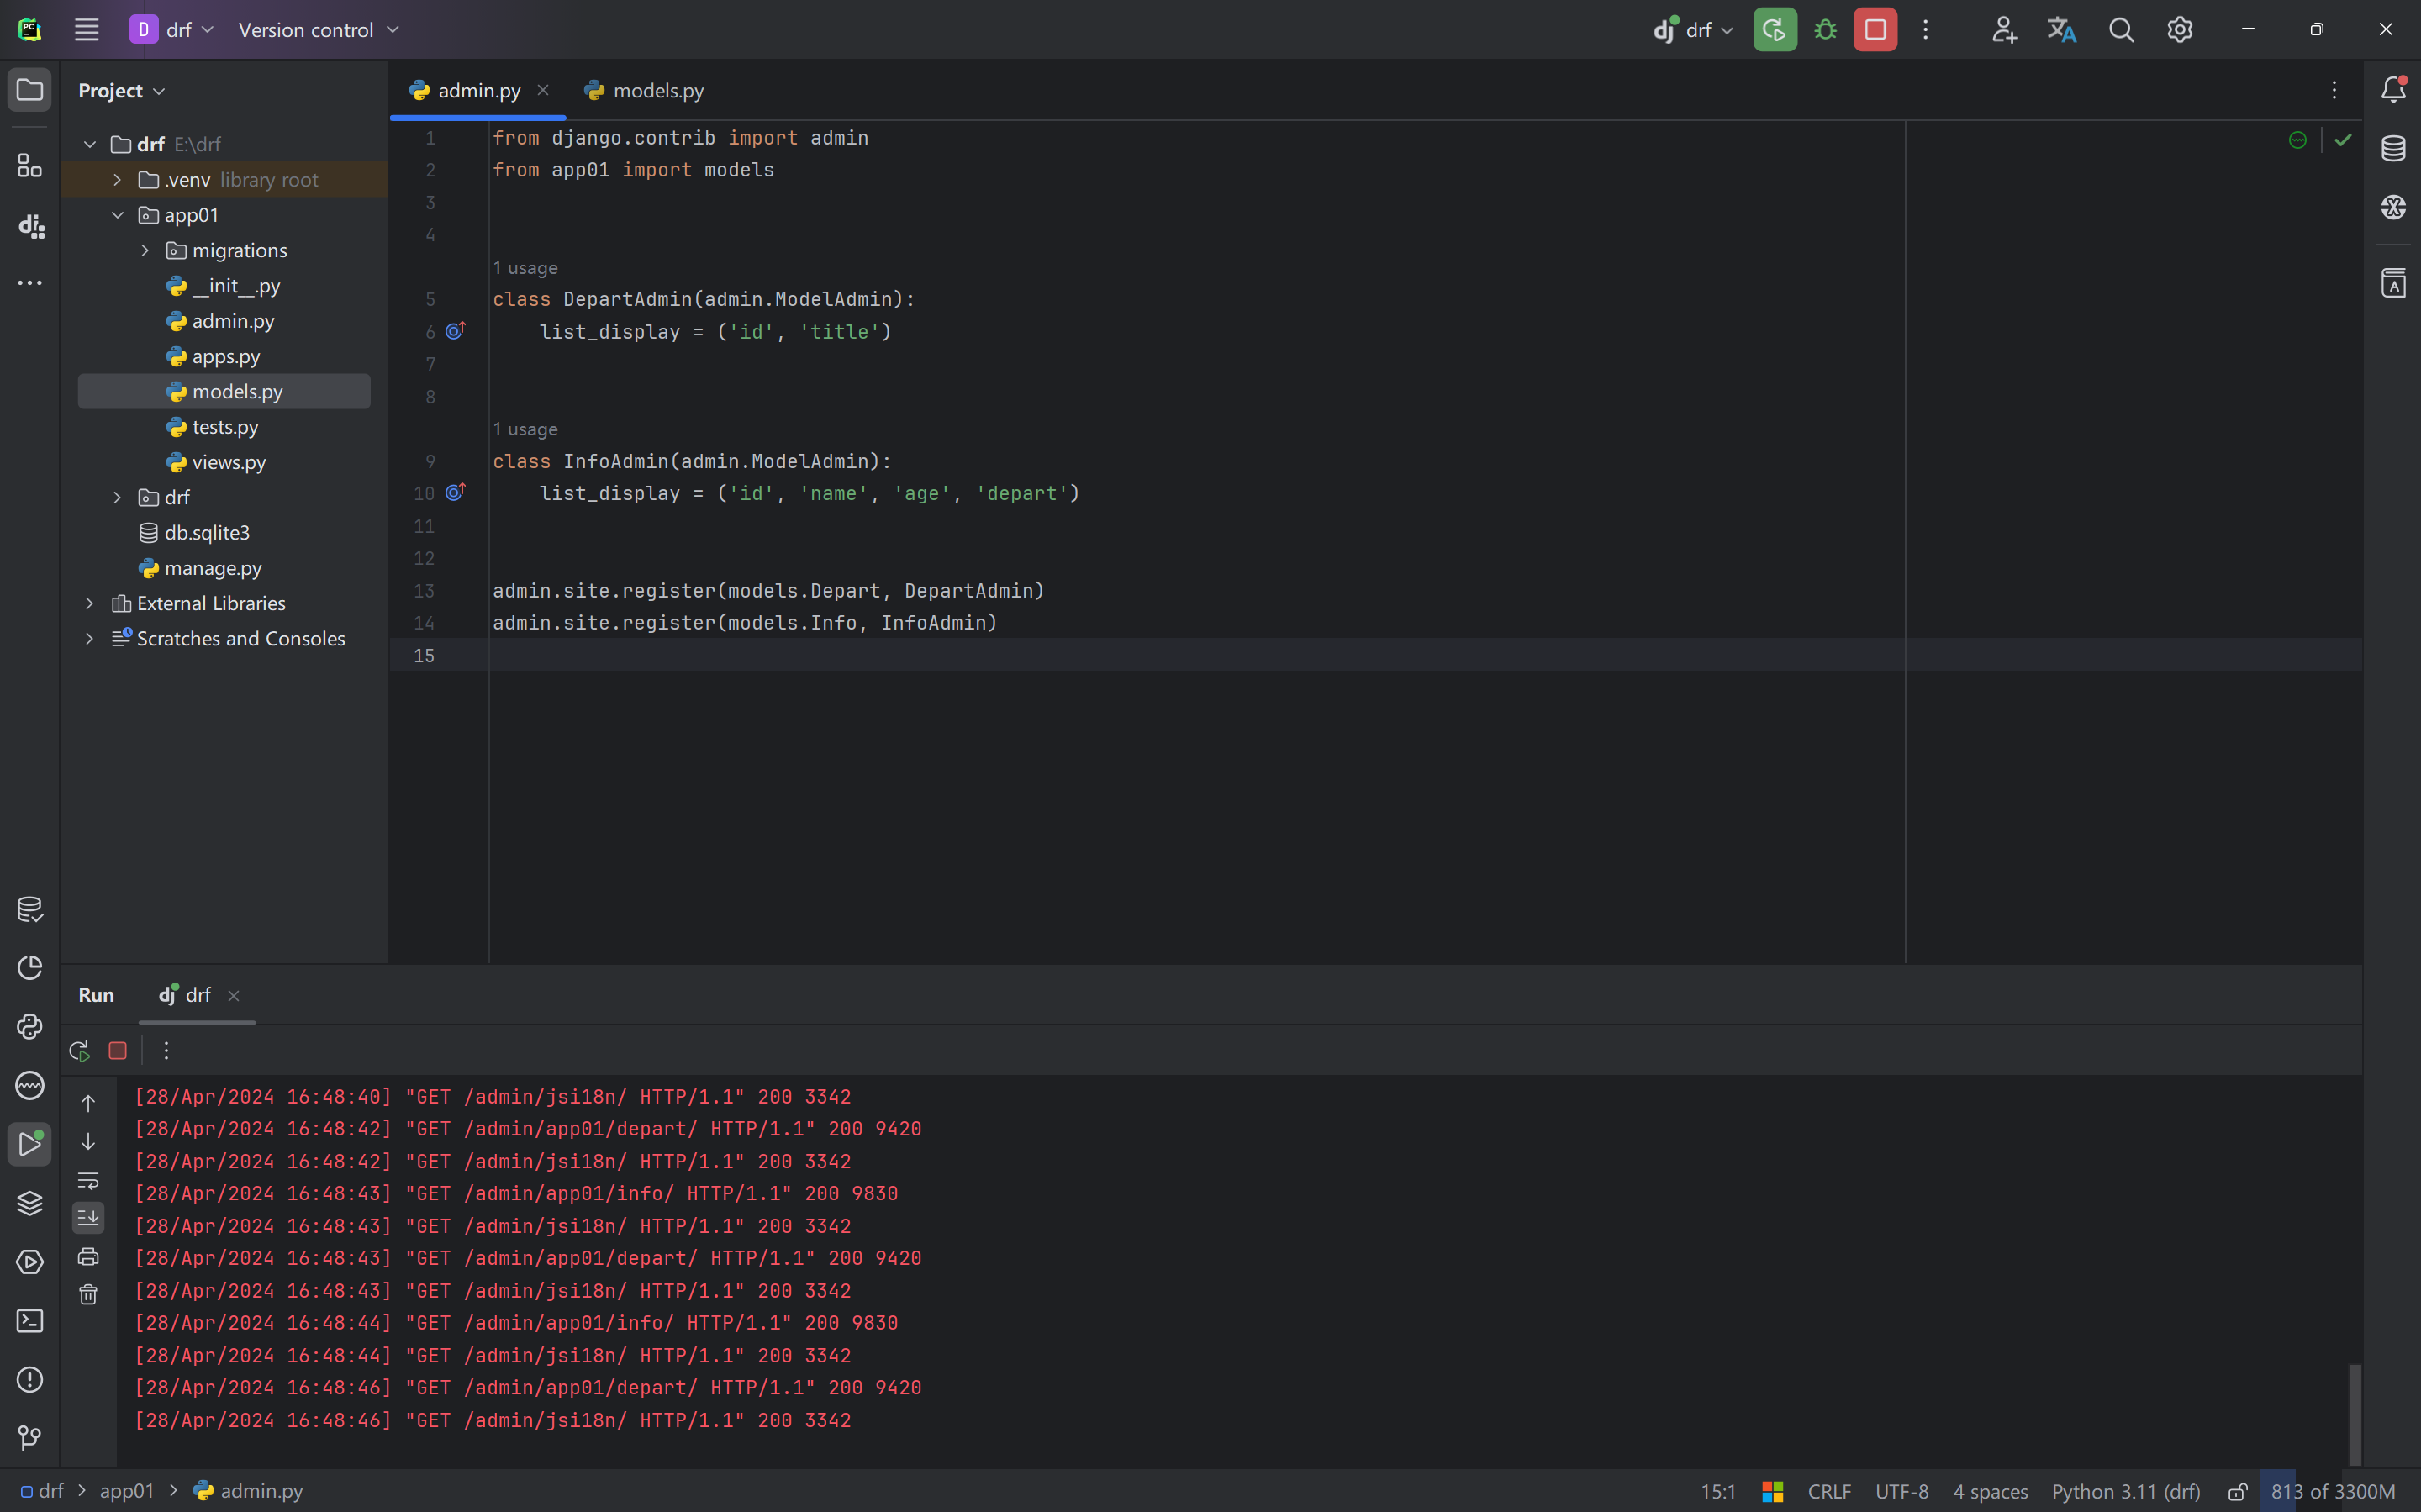 PC D drf Version control dj drf
Project
drf E:\drf
.venv library root
app01
migrations
__init__.py
admin.py
apps.py
models.py
tests.py
views.py
drf
db.sqlite3
manage.py
External Libraries
Scratches and Consoles
admin.py models.py
1 from django.contrib import admin
2 from app01 import models
3
4
1 usage
5 class DepartAdmin(admin.ModelAdmin):
6 list_display = ('id', 'title')
7
8
1 usage
9 class InfoAdmin(admin.ModelAdmin):
10 list_display = ('id', 'name', 'age', 'depart')
11
12
13 admin.site.register(models.Depart, DepartAdmin)
14 admin.site.register(models.Info, InfoAdmin)
15
Run dj drf
[28/Apr/2024 16:48:40] "GET /admin/jsi18n/ HTTP/1.1" 200 3342
[28/Apr/2024 16:48:42] "GET /admin/app01/depart/ HTTP/1.1" 200 9420
[28/Apr/2024 16:48:42] "GET /admin/jsi18n/ HTTP/1.1" 200 3342
[28/Apr/2024 16:48:43] "GET /admin/app01/info/ HTTP/1.1" 200 9830
[28/Apr/2024 16:48:43] "GET /admin/jsi18n/ HTTP/1.1" 200 3342
[28/Apr/2024 16:48:43] "GET /admin/app01/depart/ HTTP/1.1" 200 9420
[28/Apr/2024 16:48:43] "GET /admin/jsi18n/ HTTP/1.1" 200 3342
[28/Apr/2024 16:48:44] "GET /admin/app01/info/ HTTP/1.1" 200 9830
[28/Apr/2024 16:48:44] "GET /admin/jsi18n/ HTTP/1.1" 200 3342
[28/Apr/2024 16:48:46] "GET /admin/app01/depart/ HTTP/1.1" 200 9420
[28/Apr/2024 16:48:46] "GET /admin/jsi18n/ HTTP/1.1" 200 3342
drf > app01 > admin.py 15:1 CRLF UTF-8 4 spaces Python 3.11 (drf) 813 of 3300M